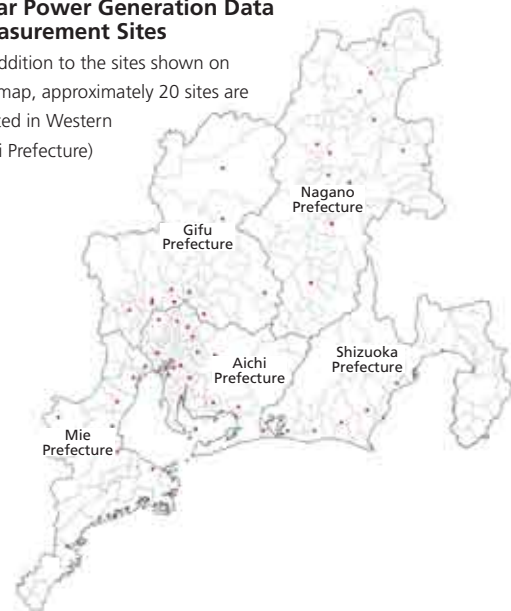 ar Power Generation Data
asurement Sites
ddition to the sites shown on
map, approximately 20 sites are
ted in Western
i Prefecture)
Nagano
Prefecture
Gifu
Prefecture
Aichi
Prefecture
Shizuoka
Prefecture
Mie
Prefecture